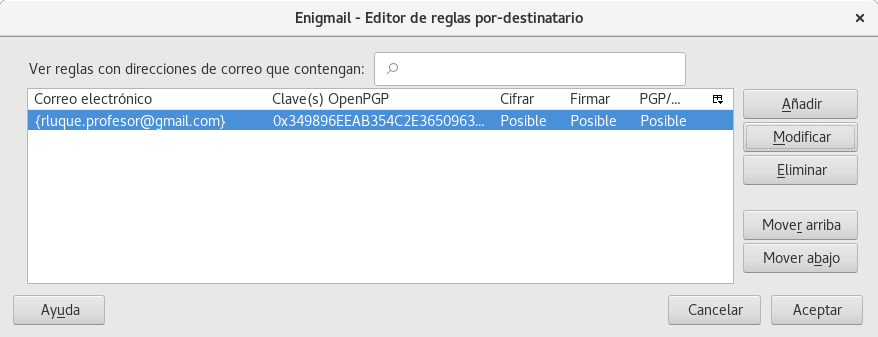 Enigmail - Editor de reglas por-destinatario
Ver reglas con direcciones de correo que contengan:
Correo electrónico Clave(s) OpenPGP Cifrar Firmar PGP/...
{rluque.profesor@gmail.com} 0x349896EEAB354C2E3650963... Posible Posible Posible
Añadir
Modificar
Eliminar
Mover arriba
Mover abajo
Ayuda Cancelar Aceptar